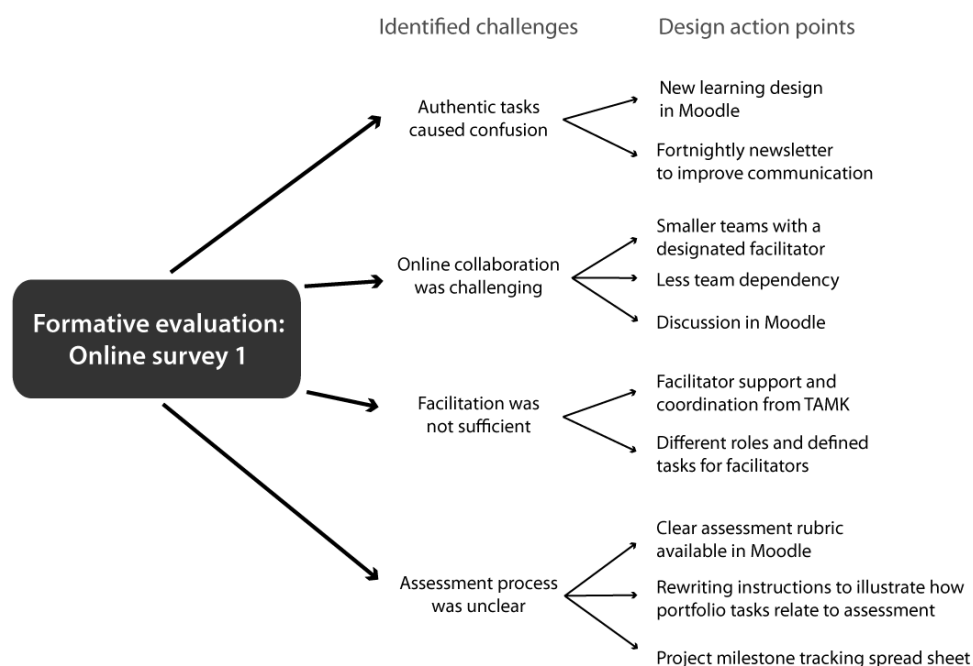 Identified challenges
Design action points
Formative evaluation:
Online survey 1
Authentic tasks
caused confusion
New learning design
in Moodle
Fortnightly newsletter
to improve communication
Online collaboration
was challenging
Smaller teams with a
designated facilitator
Less team dependency
Discussion in Moodle
Facilitation was
not sufficient
Facilitator support and
coordination from TAMK
Different roles and defined
tasks for facilitators
Assessment process
was unclear
Clear assessment rubric
available in Moodle
Rewriting instructions to illustrate how
portfolio tasks relate to assessment
Project milestone tracking spread sheet